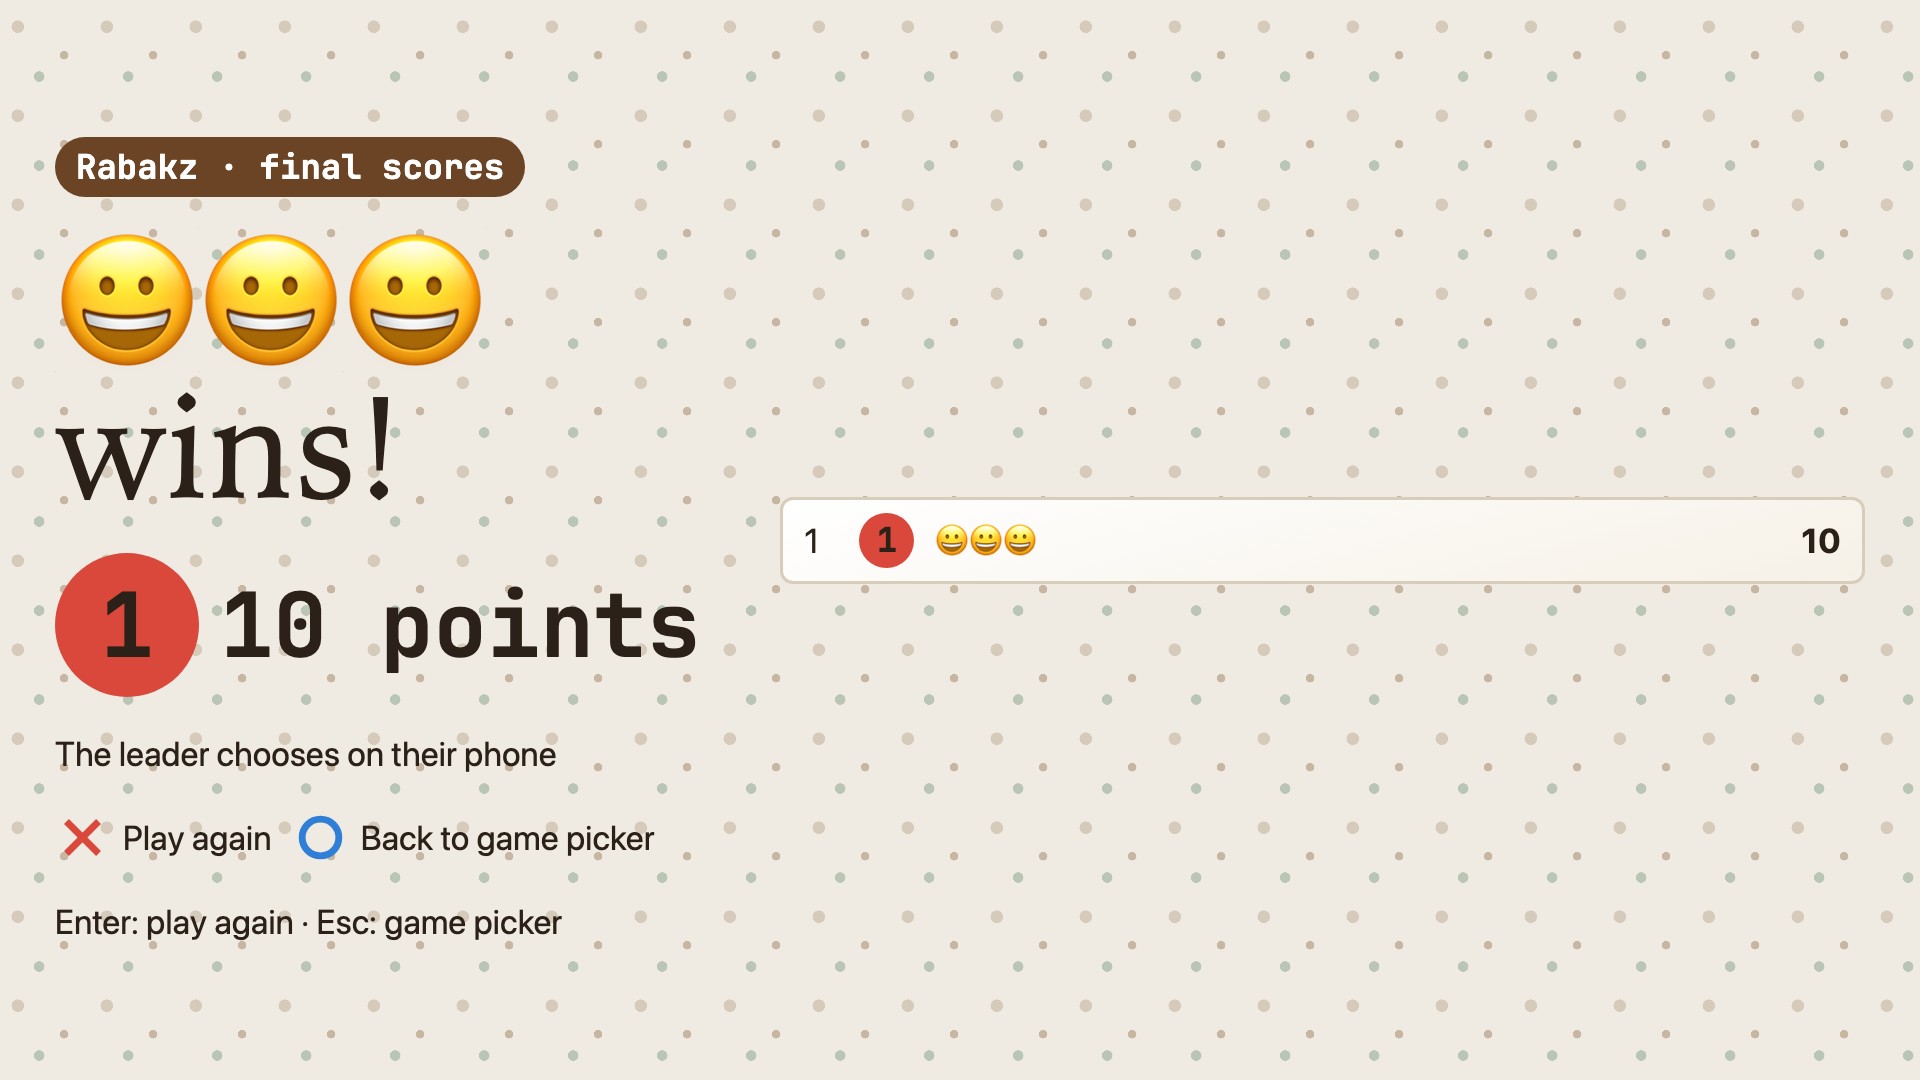 Rabakz · final scores
😀😀😀
wins!
1 10 points
The leader chooses on their phone
❌ Play again ⭕ Back to game picker
Enter: play again · Esc: game picker
1 1 😀😀😀 10